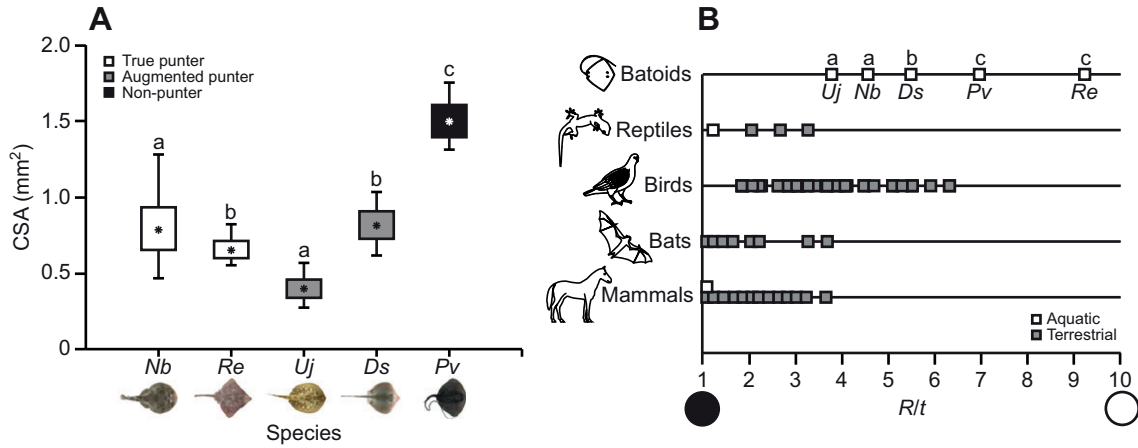 A
2.0
True punter
Augmented punter
Non-punter
c
1.5
a
CSA (mm²)
1.0
b
b
a
0.5
0
Nb Re Uj Ds Pv
Species
B
a a b c c
Batoids
Uj Nb Ds Pv Re
Reptiles
Birds
Bats
Mammals
Aquatic
Terrestrial
1 2 3 4 5 6 7 8 9 10
R/t